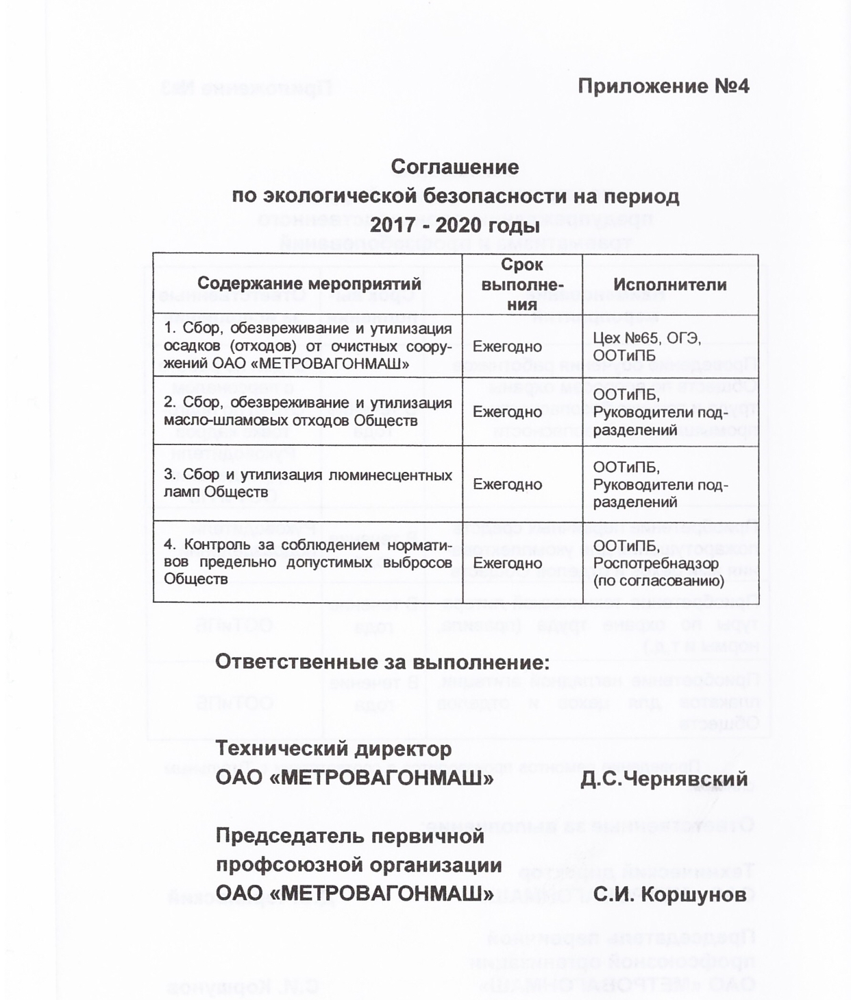 Приложение №4
Соглашение
по экологической безопасности на период
2017 - 2020 годы
Содержание мероприятий
Срок
выполне-
ния
Исполнители
1. Сбор, обезвреживание и утилизация
осадков (отходов) от очистных соору-
жений ОАО «МЕТРОВАГОНМАШ»
Ежегодно
Цех №65, ОГЭ,
ООТиПБ
2. Сбор, обезвреживание и утилизация
масло-шламовых отходов Обществ
Ежегодно
ООТиПБ,
Руководители под-
разделений
3. Сбор и утилизация люминесцентных
ламп Обществ
Ежегодно
ООТиПБ,
Руководители под-
разделений
4. Контроль за соблюдением нормати-
вов предельно допустимых выбросов
Обществ
Ежегодно
ООТиПБ,
Роспотребнадзор
(по согласованию)
Ответственные за выполнение:
Технический директор
ОАО «МЕТРОВАГОНМАШ» Д.С.Чернявский
Председатель первичной
профсоюзной организации
ОАО «МЕТРОВАГОНМАШ» С.И. Коршунов